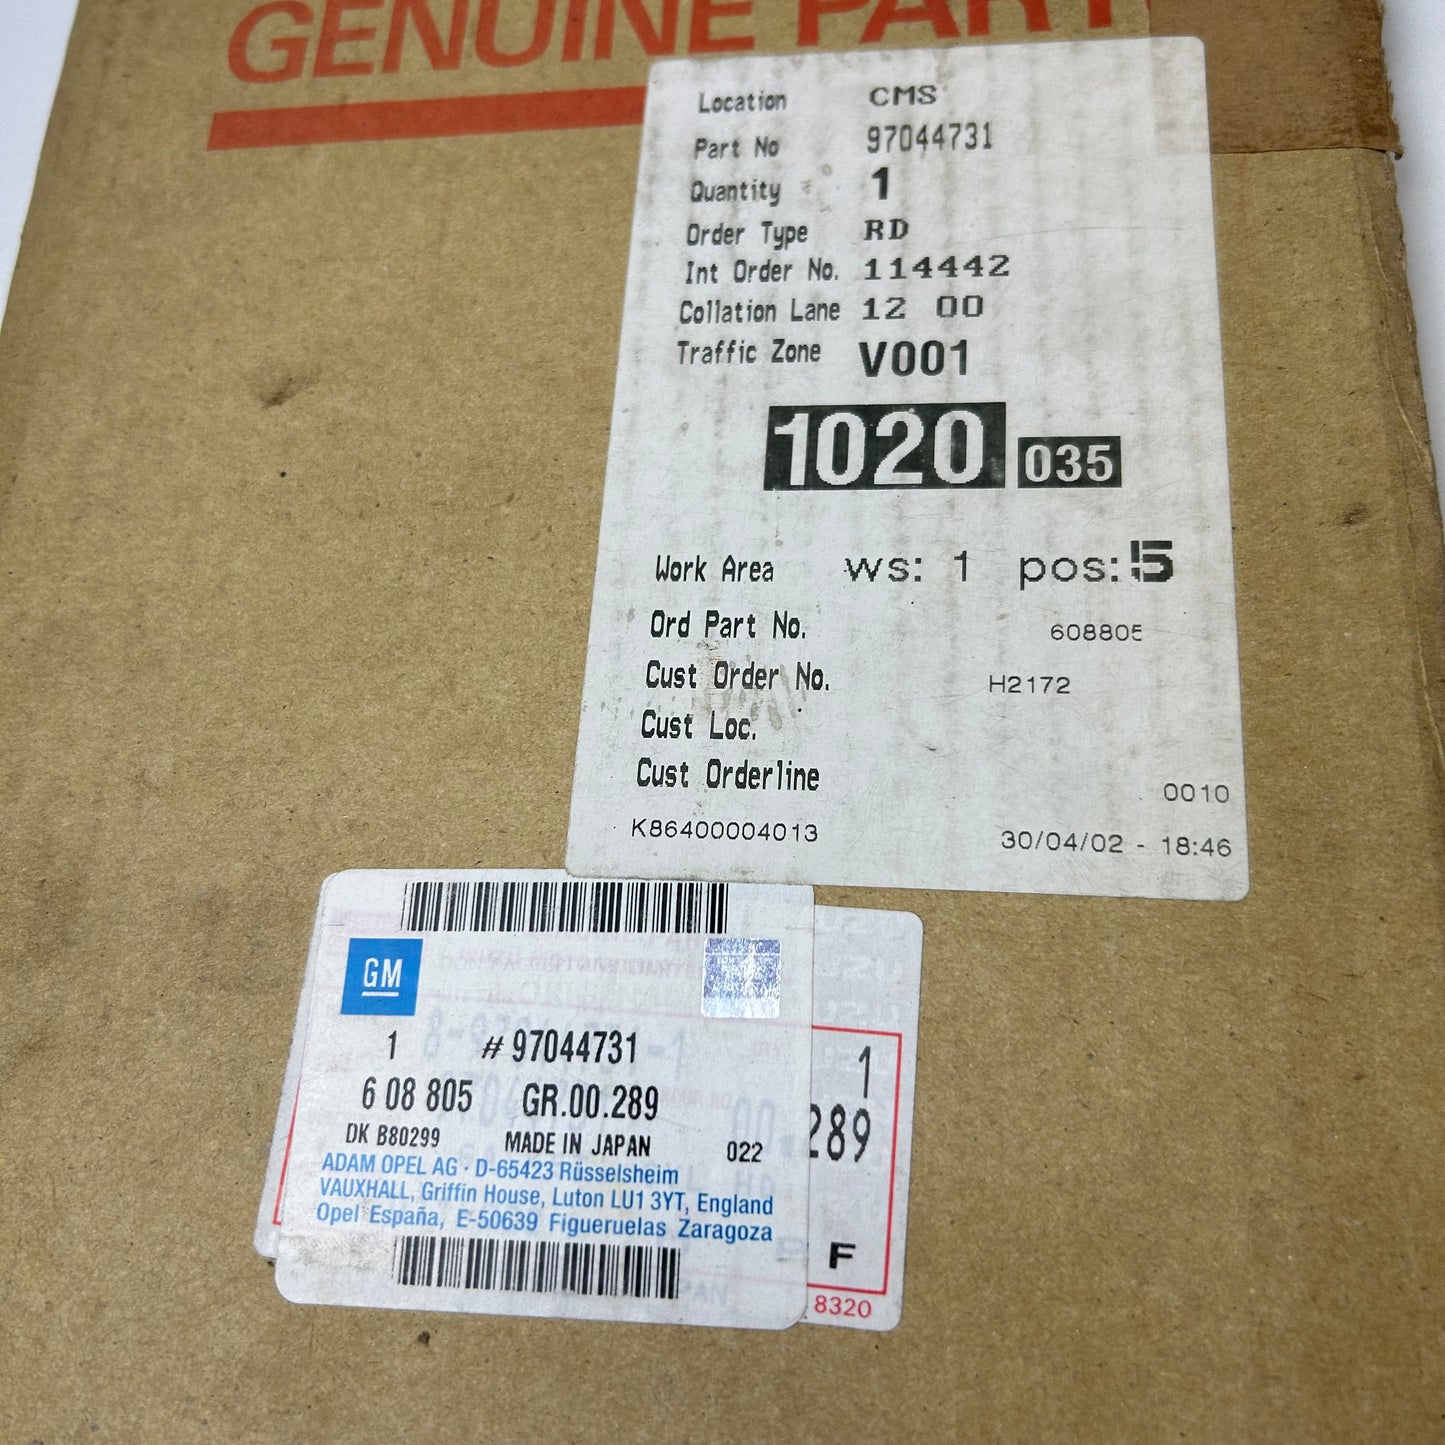 GENUINE PART
Location CMS
Part No 97044731
Quantity 1
Order Type RD
Int Order No. 114442
Collation Lane 12 00
Traffic Zone V001
1020 035
Work Area ws: 1 pos: 5
Ord Part No. 608805
Cust Order No. H2172
Cust Loc.
Cust Orderline
0010
K86400004013 30/04/02 - 18:46
GM
1 # 97044731
6 08 805 GR.00.289
DK B80299 MADE IN JAPAN 022
ADAM OPEL AG · D-65423 Rüsselsheim
VAUXHALL, Griffin House, Luton LU1 3YT, England
Opel España, E-50639 Figueruelas Zaragoza
1
289
F
8320